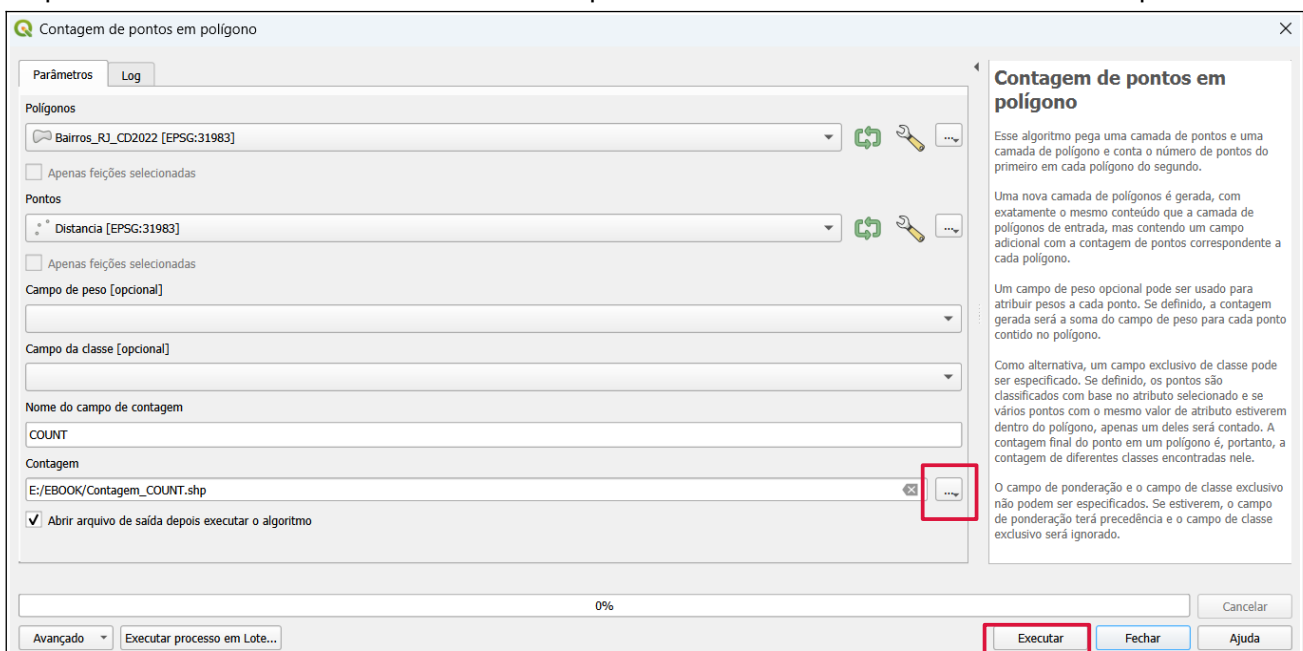 Contagem de pontos em polígono
Parâmetros
Log
Polígonos
Bairros_RJ_CD2022 [EPSG:31983]
...
Apenas feições selecionadas
Pontos
Distancia [EPSG:31983]
...
Apenas feições selecionadas
Campo de peso [opcional]
Campo da classe [opcional]
Nome do campo de contagem
COUNT
Contagem
E:/EBOOK/Contagem_COUNT.shp
...
Abrir arquivo de saída depois executar o algoritmo
Contagem de pontos em
polígono
Esse algoritmo pega uma camada de pontos e uma
camada de polígono e conta o número de pontos do
primeiro em cada polígono do segundo.
Uma nova camada de polígonos é gerada, com
exatamente o mesmo conteúdo que a camada de
polígonos de entrada, mas contendo um campo
adicional com a contagem de pontos correspondente a
cada polígono.
Um campo de peso opcional pode ser usado para
atribuir pesos a cada ponto. Se definido, a contagem
gerada será a soma do campo de peso para cada ponto
contido no polígono.
Como alternativa, um campo exclusivo de classe pode
ser especificado. Se definido, os pontos são
classificados com base no atributo selecionado e se
vários pontos com o mesmo valor de atributo estiverem
dentro do polígono, apenas um deles será contado. A
contagem final do ponto em um polígono é, portanto, a
contagem de diferentes classes encontradas nele.
O campo de ponderação e o campo de classe exclusivo
não podem ser especificados. Se estiverem, o campo
de ponderação terá precedência e o campo de classe
exclusivo será ignorado.
0%
Cancelar
Avançado
Executar processo em Lote...
Executar
Fechar
Ajuda